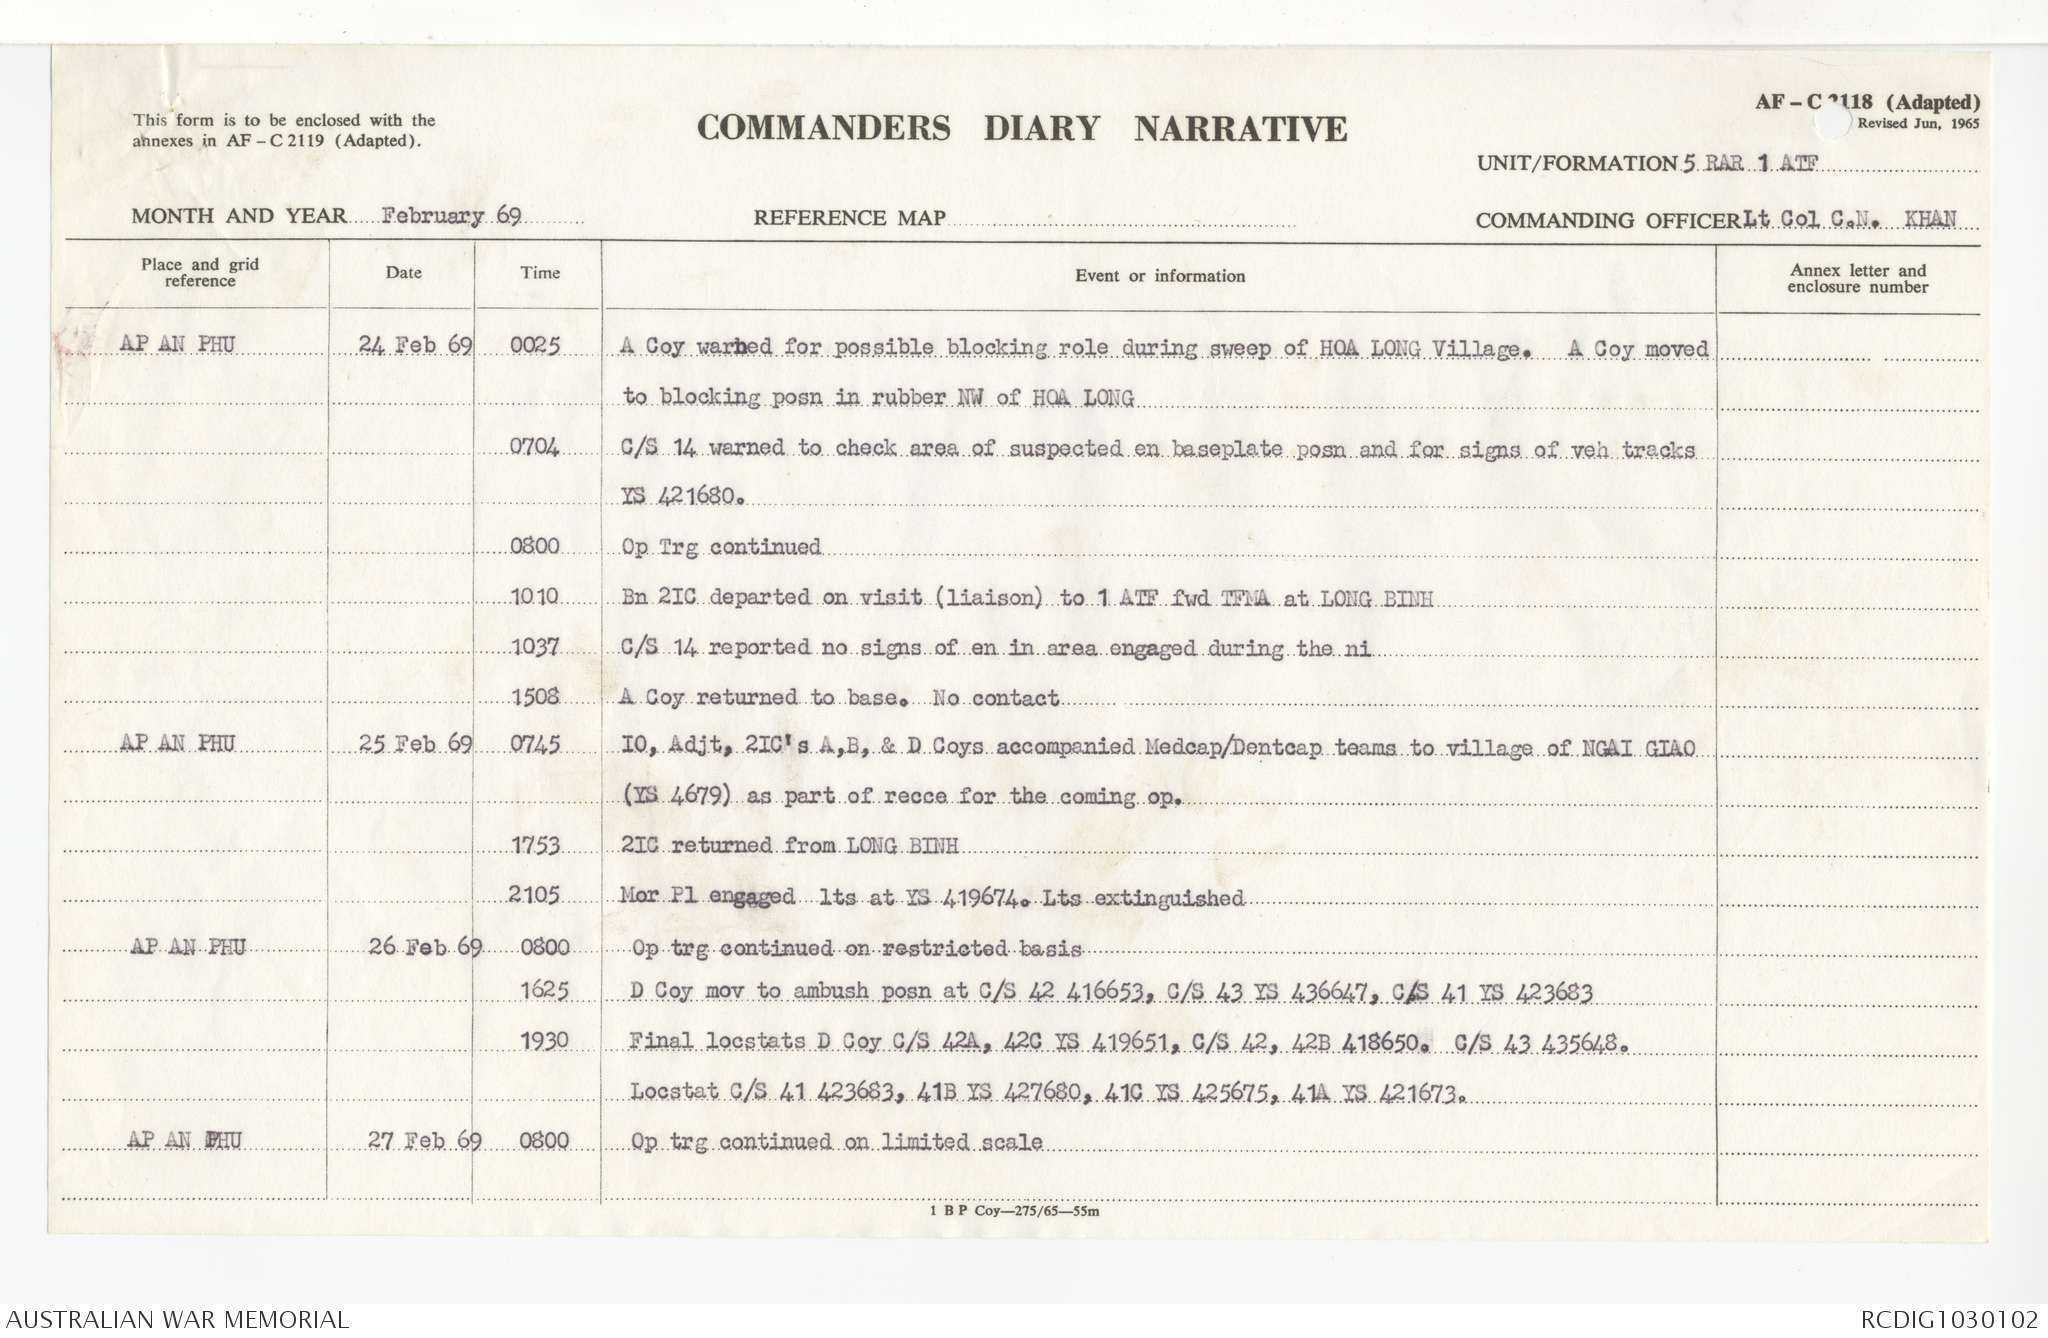 This form is to be enclosed with the
annexes in AF – C 2119 (Adapted).
COMMANDERS DIARY NARRATIVE
AF – C 2118 (Adapted)
Revised Jun, 1965
UNIT/FORMATION 5 RAR 1 ATF
MONTH AND YEAR February 69
REFERENCE MAP
COMMANDING OFFICER Lt Col C.N. KHAN
Place and grid reference Date Time Event or information Annex letter and enclosure number
AP AN PHU 24 Feb 69 0025 A Coy warned for possible blocking role during sweep of HOA LONG Village. A Coy moved
to blocking posn in rubber NW of HOA LONG
0704 C/S 14 warned to check area of suspected en baseplate posn and for signs of veh tracks
YS 421680.
0800 Op Trg continued
1010 Bn 2IC departed on visit (liaison) to 1 ATF fwd TFMA at LONG BINH
1037 C/S 14 reported no signs of en in area engaged during the ni
1508 A Coy returned to base. No contact
AP AN PHU 25 Feb 69 0745 IO, Adjt, 2IC's A,B, & D Coys accompanied Medcap/Dentcap teams to village of NGAI GIAO
(YS 4679) as part of recce for the coming op.
1753 2IC returned from LONG BINH
2105 Mor Pl engaged lts at YS 419674. Lts extinguished
AP AN PHU 26 Feb 69 0800 Op trg continued on restricted basis
1625 D Coy mov to ambush posn at C/S 42 416653, C/S 43 YS 436647, C/S 41 YS 423683
1930 Final locstats D Coy C/S 42A, 42C YS 419651, C/S 42, 42B 418650. C/S 43 435648.
Locstat C/S 41 423683, 41B YS 427680, 41C YS 425675, 41A YS 421673.
AP AN PHU 27 Feb 69 0800 Op trg continued on limited scale
1 B P Coy—275/65—55m
AUSTRALIAN WAR MEMORIAL
RCDIG1030102